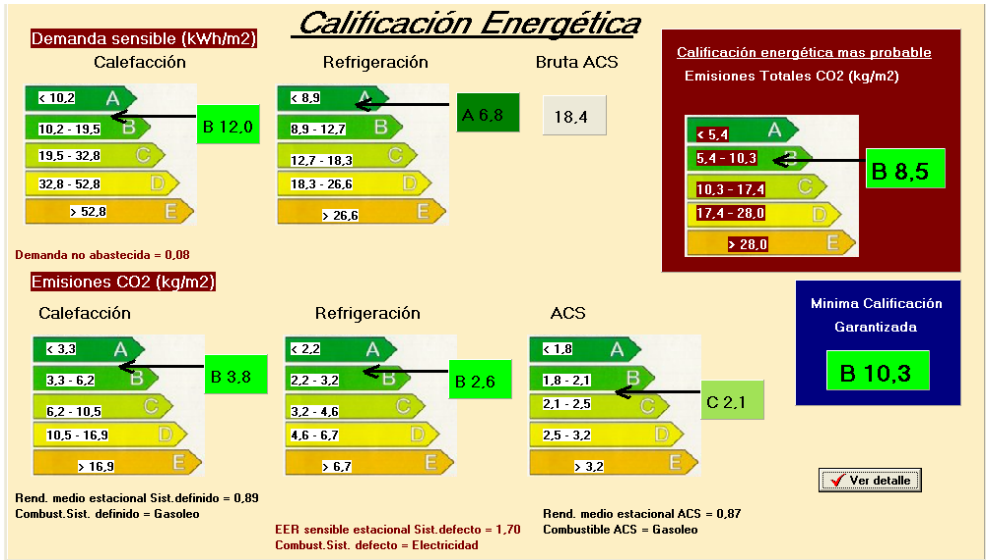 Calificación Energética
Demanda sensible (kWh/m2)
Calefacción
Refrigeración
Bruta ACS
< 10,2 A
10,2 - 19,5 B
19,5 - 32,8 C
32,8 - 52,8 D
> 52,8 E
B 12,0
< 8,9 A
8,9 - 12,7 B
12,7 - 18,3 C
18,3 - 26,6 D
> 26,6 E
A 6,8
18,4
Calificación energética mas probable
Emisiones Totales CO2 (kg/m2)
< 5,4 A
5,4 - 10,3 B
10,3 - 17,4 C
17,4 - 28,0 D
> 28,0 E
B 8,5
Demanda no abastecida = 0,08
Emisiones CO2 (kg/m2)
Calefacción
Refrigeración
ACS
< 3,3 A
3,3 - 6,2 B
6,2 - 10,5 C
10,5 - 16,9 D
> 16,9 E
B 3,8
< 2,2 A
2,2 - 3,2 B
3,2 - 4,6 C
4,6 - 6,7 D
> 6,7 E
B 2,6
< 1,8 A
1,8 - 2,1 B
2,1 - 2,5 C
2,5 - 3,2 D
> 3,2 E
C 2,1
Minima Calificación
Garantizada
B 10,3
Ver detalle
Rend. medio estacional Sist.definido = 0,89
Combust.Sist. definido = Gasoleo
EER sensible estacional Sist.defecto = 1,70
Combust.Sist. defecto = Electricidad
Rend. medio estacional ACS = 0,87
Combustible ACS = Gasoleo